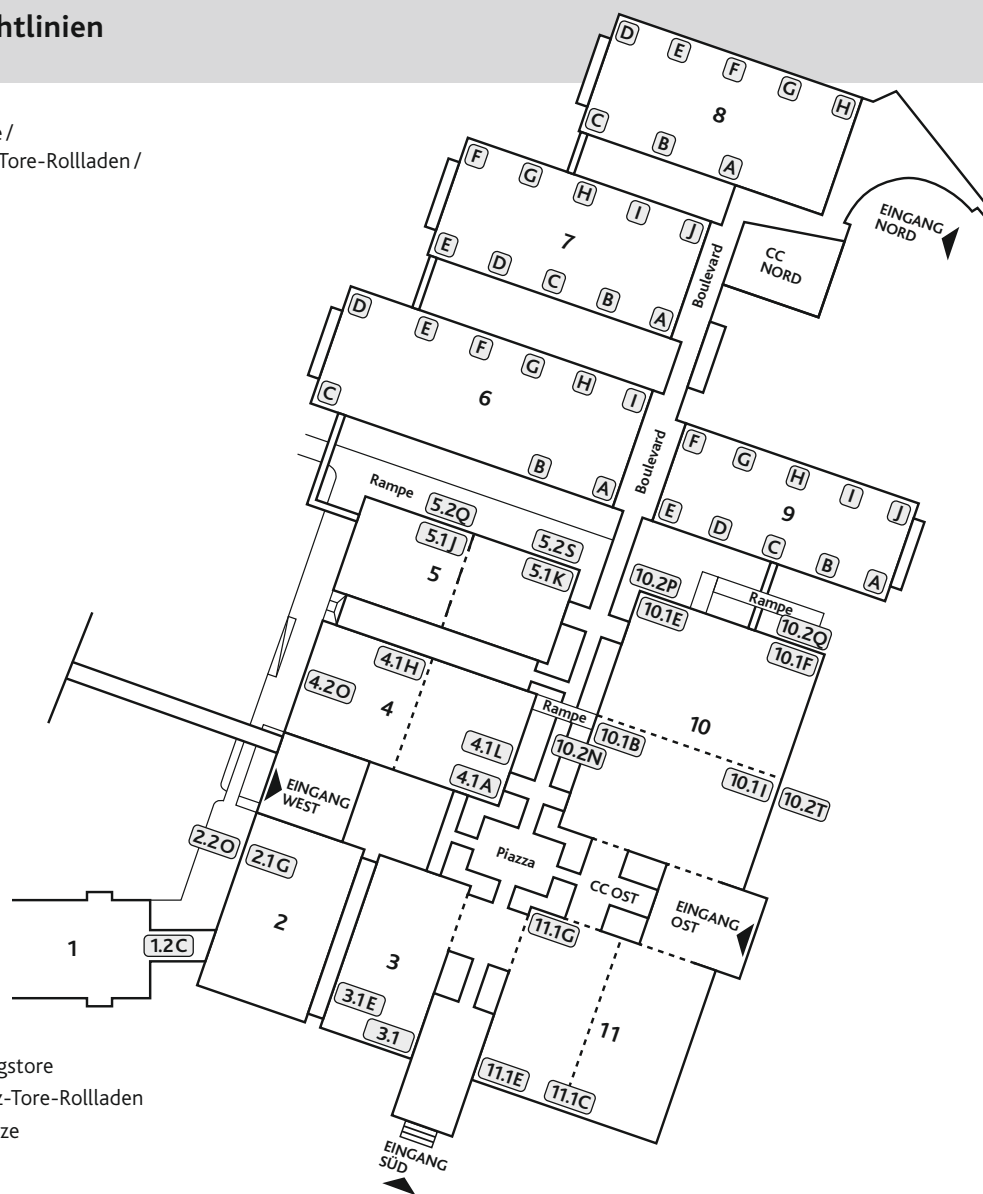 htlinien
e /
Tore-Rollladen /
D
E
F
G
H
8
C
B
A
EINGANG
NORD
CC
NORD
F
G
H
I
J
7
E
D
C
B
A
Boulevard
D
E
F
G
H
I
6
C
B
A
Boulevard
F
G
H
I
J
9
E
D
C
B
A
Rampe
5.2Q
5.1J
5.2S
5.1K
5
10.2P
10.1E
Rampe
10.2Q
10.1F
10
4.1H
4.2O
4
4.1L
4.1A
Rampe
10.2N
10.1B
10.1I
10.2T
EINGANG
WEST
2.2O
2.1G
2
Piazza
CC OST
EINGANG
OST
1
1.2C
3
3.1E
3.1
11.1G
11
11.1E
11.1C
gstore
z-Tore-Rollladen
ze
EINGANG
SÜD